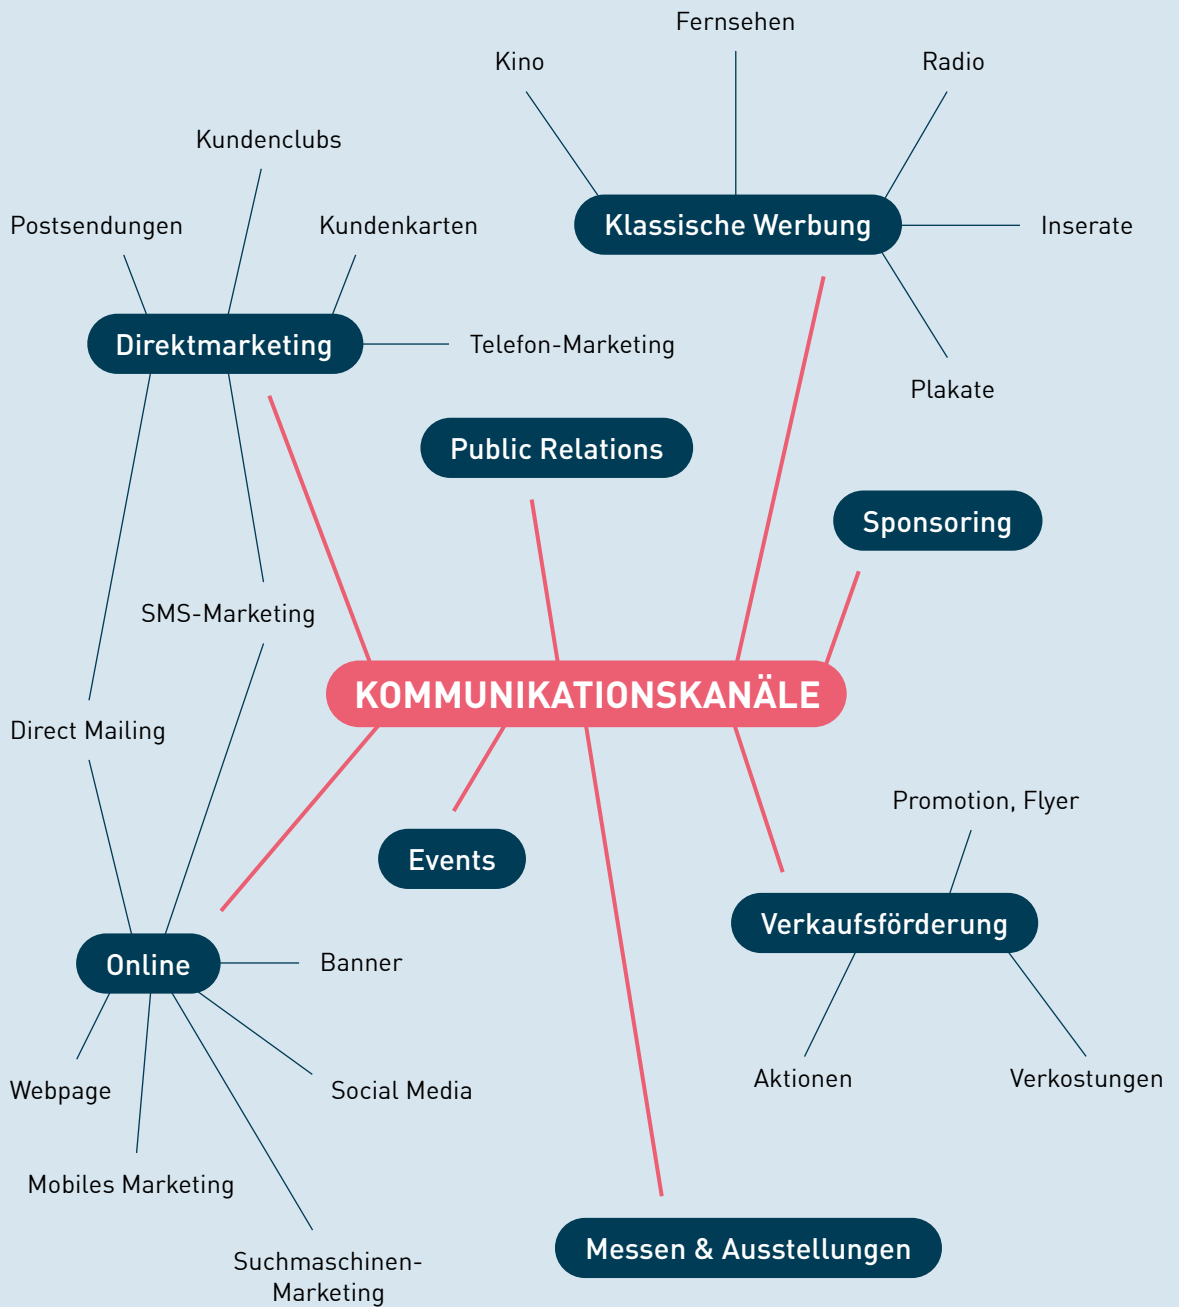 Fernsehen
Kino
Radio
Kundenclubs
Postsendungen
Kundenkarten
Klassische Werbung
Inserate
Direktmarketing
Telefon-Marketing
Plakate
Public Relations
Sponsoring
SMS-Marketing
KOMMUNIKATIONSKANÄLE
Direct Mailing
Promotion, Flyer
Events
Verkaufsförderung
Online
Banner
Aktionen
Verkostungen
Webpage
Social Media
Mobiles Marketing
Suchmaschinen-
Marketing
Messen & Ausstellungen